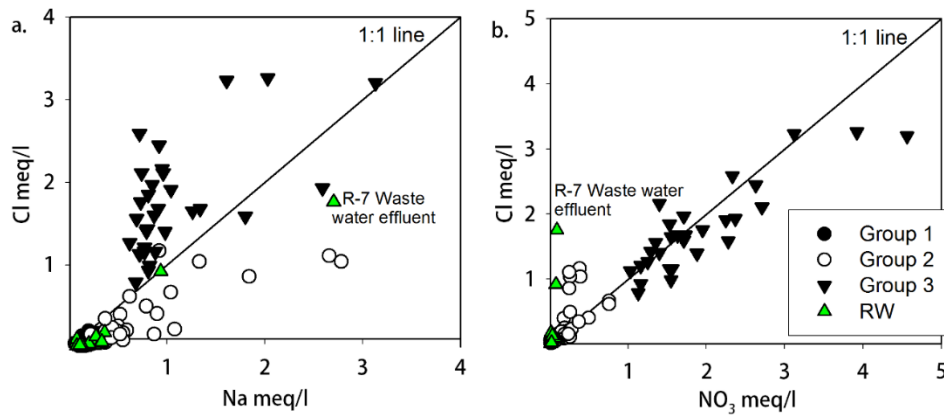 a.
1:1 line
4
3
2
1
Cl meq/l
R-7 Waste water
water effluent
1
2
3
4
Na meq/l
b.
1:1 line
5
4
3
2
1
Cl meq/l
R-7 Waste water
effluent
Group 1
Group 2
Group 3
RW
1
2
3
4
5
NO₃ meq/l